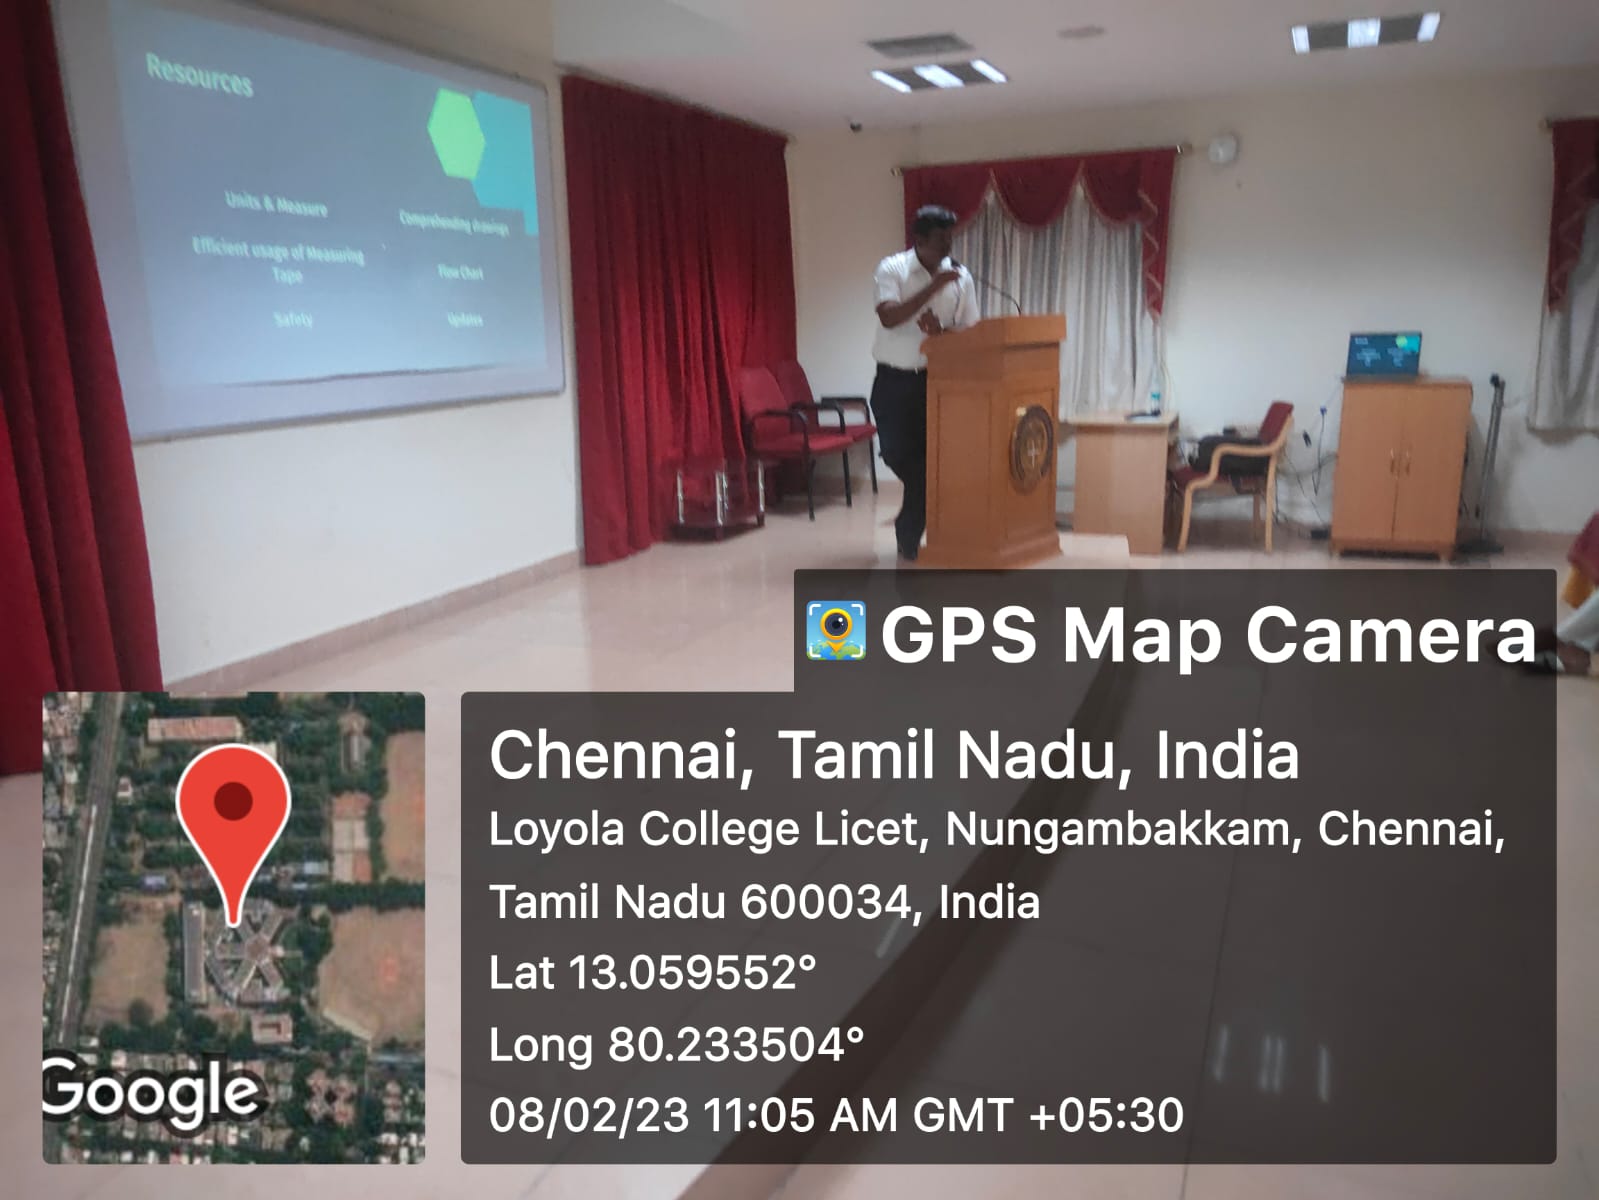 Resources
Units & Measure
Efficient usage of Measuring
Tape
Safety
Comprehending drawings
Flow Chart
Updates
GPS Map Camera
Chennai, Tamil Nadu, India
Loyola College Licet, Nungambakkam, Chennai,
Tamil Nadu 600034, India
Lat 13.059552°
Long 80.233504°
08/02/23 11:05 AM GMT +05:30
Google